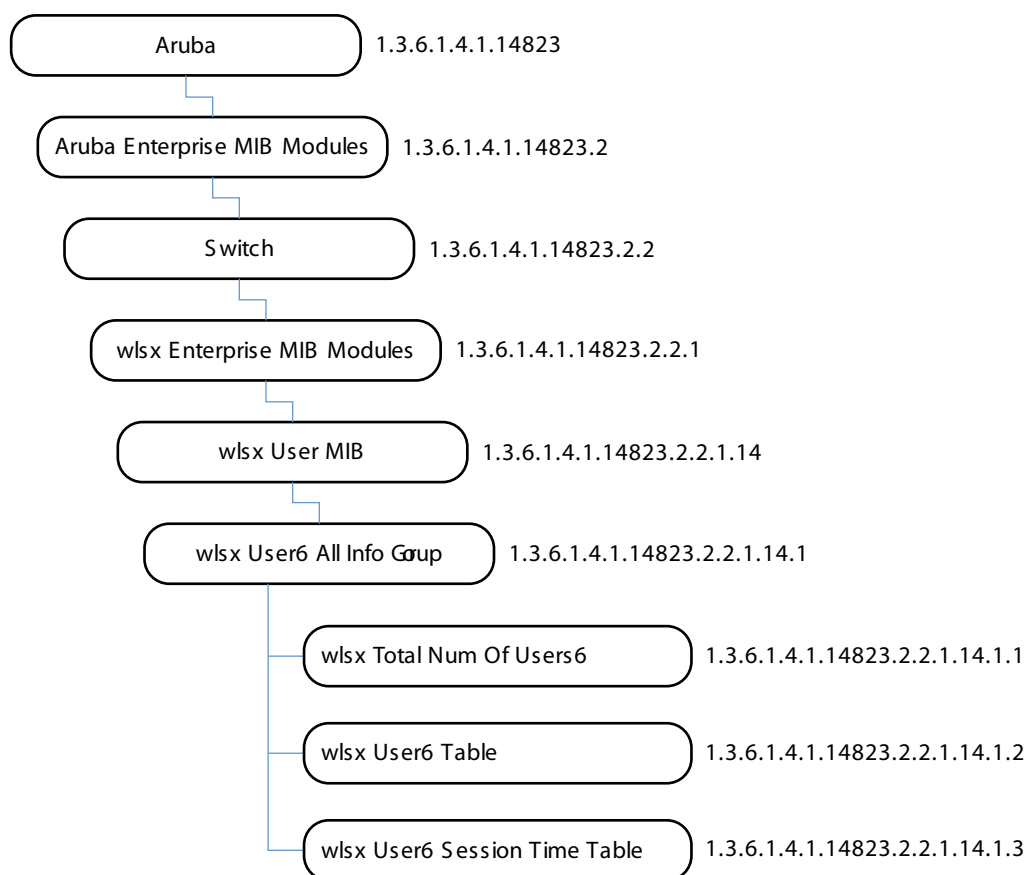 Aruba 1.3.6.1.4.1.14823
Aruba Enterprise MIB Modules 1.3.6.1.4.1.14823.2
Switch 1.3.6.1.4.1.14823.2.2
wlsx Enterprise MIB Modules 1.3.6.1.4.1.14823.2.2.1
wlsx User MIB 1.3.6.1.4.1.14823.2.2.1.14
wlsx User6 All Info Gorup 1.3.6.1.4.1.14823.2.2.1.14.1
wlsx Total Num Of Users6 1.3.6.1.4.1.14823.2.2.1.14.1.1
wlsx User6 Table 1.3.6.1.4.1.14823.2.2.1.14.1.2
wlsx User6 Session Time Table 1.3.6.1.4.1.14823.2.2.1.14.1.3